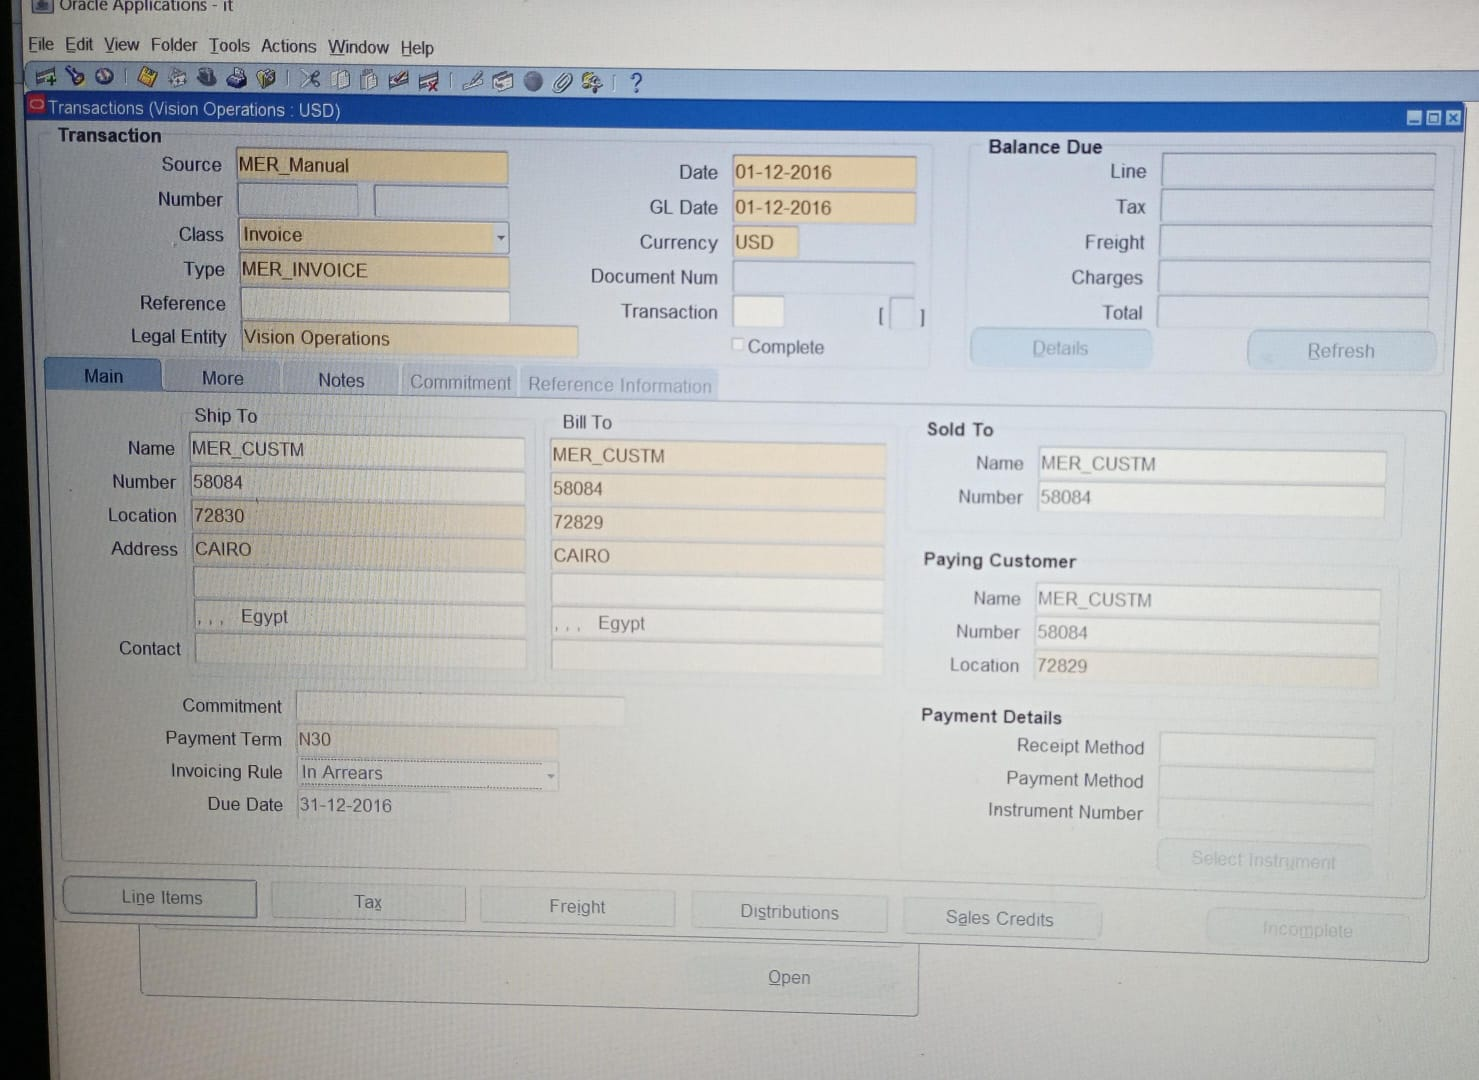 Oracle Applications - it
File Edit View Folder Tools Actions Window Help
Transactions (Vision Operations : USD)
Transaction
Source MER_Manual
Number
Class Invoice
Type MER_INVOICE
Reference
Legal Entity Vision Operations
Date 01-12-2016
GL Date 01-12-2016
Currency USD
Document Num
Transaction [ ]
Complete
Balance Due
Line
Tax
Freight
Charges
Total
Details Refresh
Main More Notes Commitment Reference Information
Ship To
Name MER_CUSTM
Number 58084
Location 72830
Address CAIRO
, , , Egypt
Contact
Bill To
MER_CUSTM
58084
72829
CAIRO
, , , Egypt
Sold To
Name MER_CUSTM
Number 58084
Paying Customer
Name MER_CUSTM
Number 58084
Location 72829
Commitment
Payment Term N30
Invoicing Rule In Arrears
Due Date 31-12-2016
Payment Details
Receipt Method
Payment Method
Instrument Number
Select Instrument
Line Items Tax Freight Distributions Sales Credits Incomplete
Open